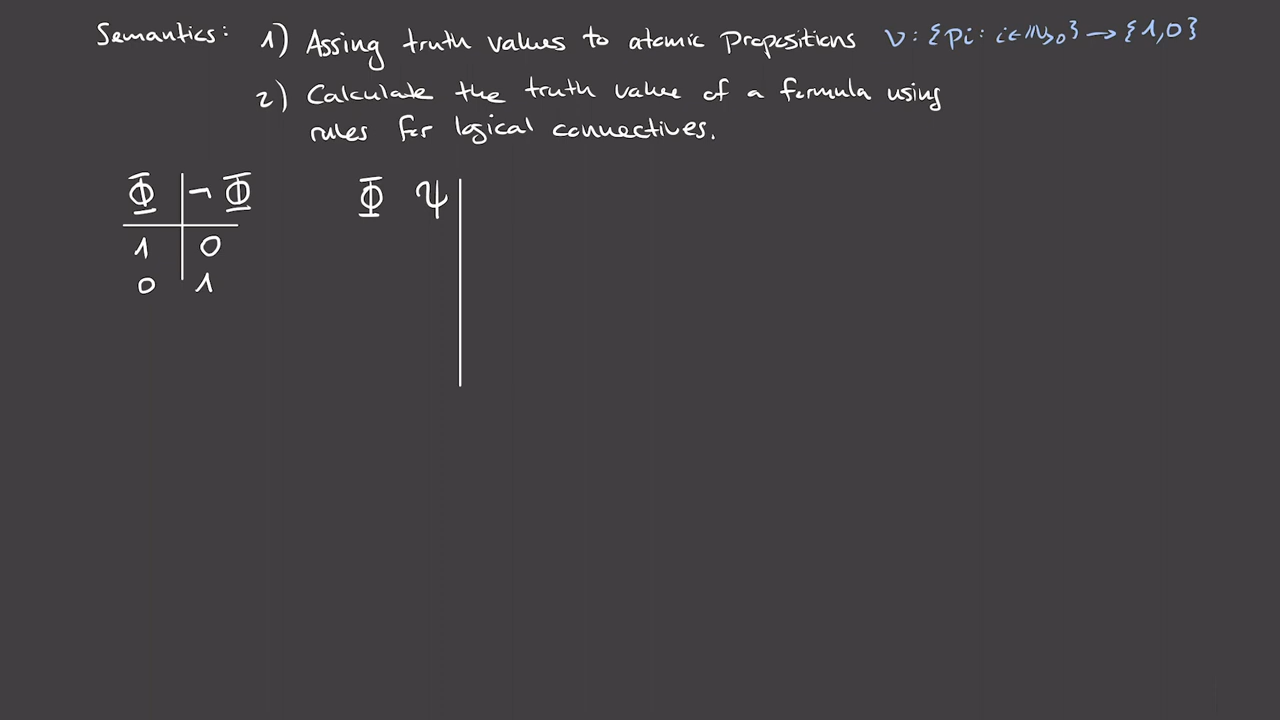 Semantics: 1) Assing truth values to atomic propositions ν: {pi: i∈ℕ>0} → {1,0}
2) Calculate the truth value of a formula using
rules for logical connectives.
Φ ¬Φ Φ Ψ
1 0
0 1